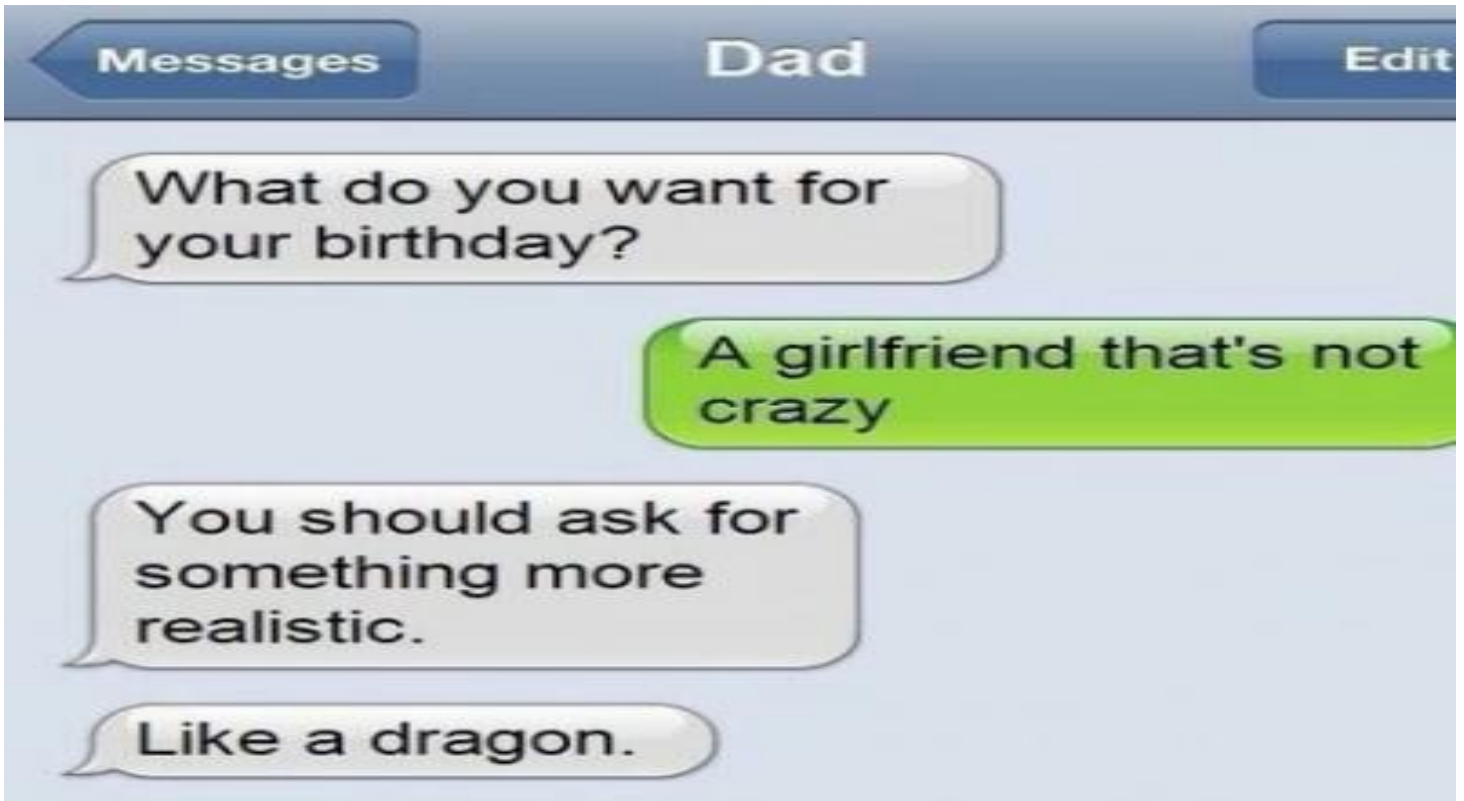 Messages Dad Edit
What do you want for
your birthday?
A girlfriend that's not
crazy
You should ask for
something more
realistic.
Like a dragon.